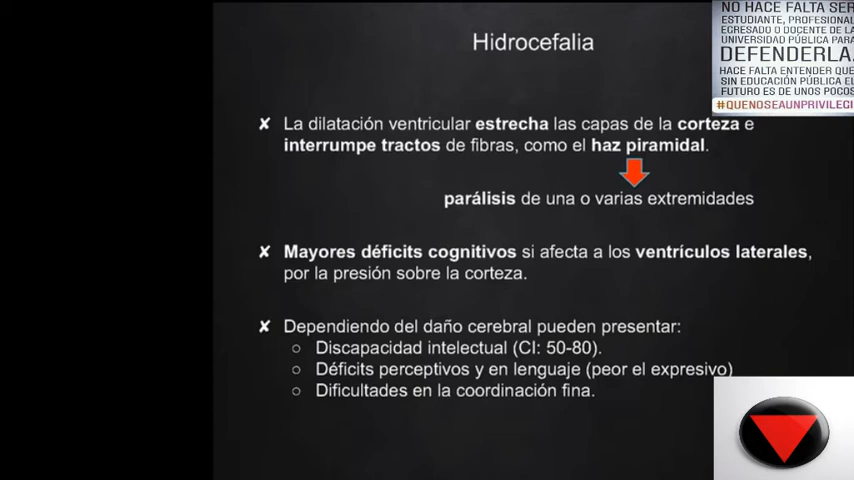 Hidrocefalia
NO HACE FALTA SER
ESTUDIANTE, PROFESIONAL
EGRESADO O DOCENTE DE LA
UNIVERSIDAD PÚBLICA PARA
DEFENDERLA.
HACE FALTA ENTENDER QUE
SIN EDUCACIÓN PÚBLICA EL
FUTURO ES DE UNOS POCOS
#QUENOSEAUNPRIVILEGI
✘ La dilatación ventricular estrecha las capas de la corteza e
interrumpe tractos de fibras, como el haz piramidal.
parálisis de una o varias extremidades
✘ Mayores déficits cognitivos si afecta a los ventrículos laterales,
por la presión sobre la corteza.
✘ Dependiendo del daño cerebral pueden presentar:
○ Discapacidad intelectual (CI: 50-80).
○ Déficits perceptivos y en lenguaje (peor el expresivo)
○ Dificultades en la coordinación fina.